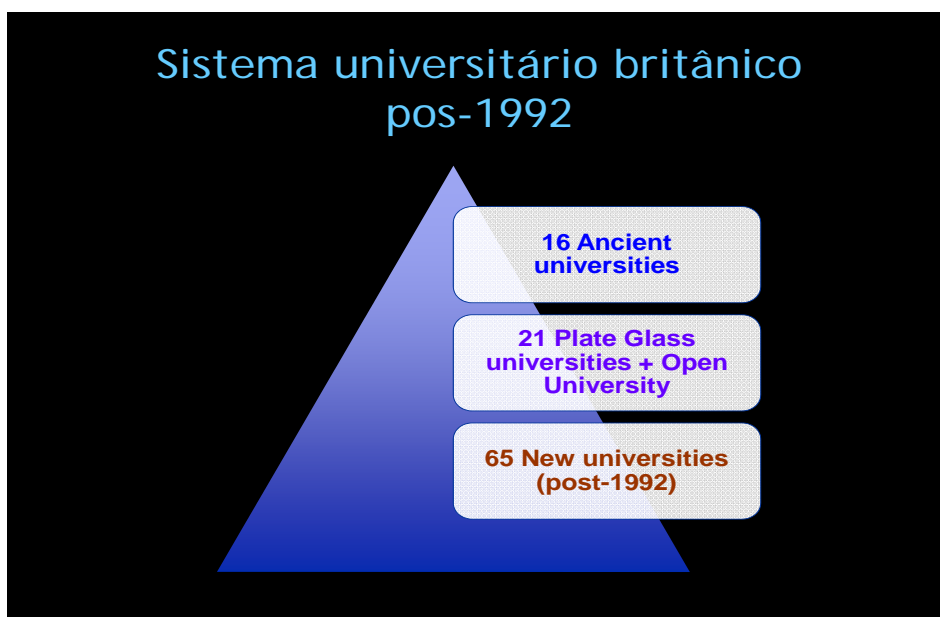 Sistema universitário britânico
pos-1992
16 Ancient
universities
21 Plate Glass
universities + Open
University
65 New universities
(post-1992)